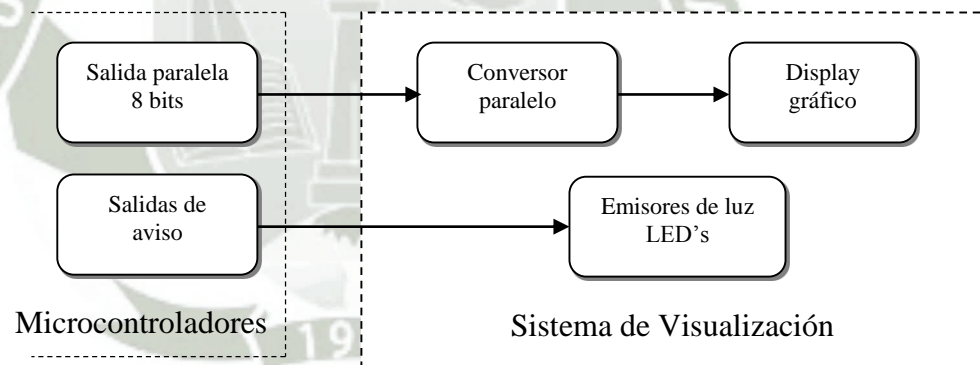 Salida paralela
8 bits
Conversor
paralelo
Display
gráfico
Salidas de
aviso
Emisores de luz
LED's
Microcontroladores
Sistema de Visualización
19